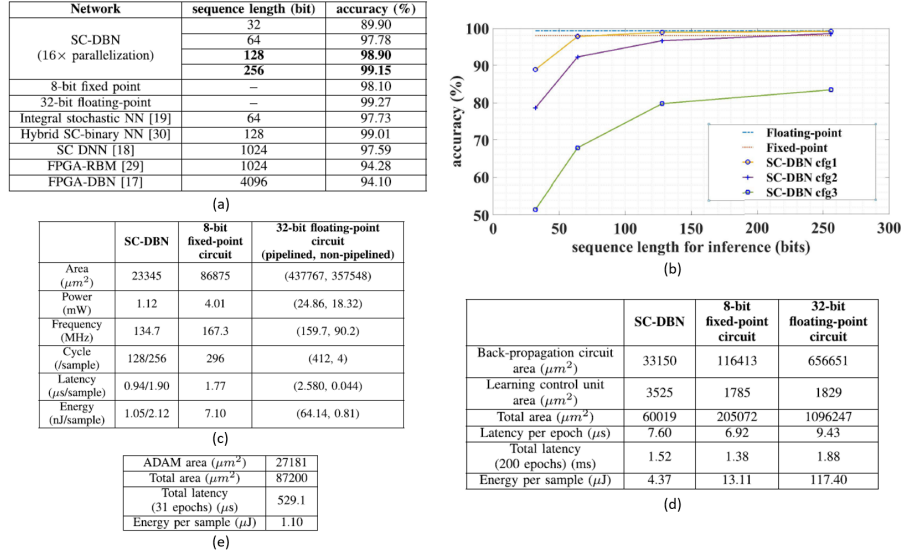 Network sequence length (bit) accuracy (%)
SC-DBN
(16× parallelization)
32 89.90
64 97.78
128 98.90
256 99.15
8-bit fixed point – 98.10
32-bit floating-point – 99.27
Integral stochastic NN [19] 64 97.73
Hybrid SC-binary NN [30] 128 99.01
SC DNN [18] 1024 97.59
FPGA-RBM [29] 1024 94.28
FPGA-DBN [17] 4096 94.10
(a)
accuracy (%)
100
90
80
70
60
50
0 50 100 150 200 250 300
sequence length for inference (bits)
Floating-point
Fixed-point
SC-DBN cfg1
SC-DBN cfg2
SC-DBN cfg3
(b)
SC-DBN
8-bit
fixed-point
circuit
32-bit floating-point
circuit
(pipelined, non-pipelined)
Area
(μm²)
23345 86875 (437767, 357548)
Power
(mW)
1.12 4.01 (24.86, 18.32)
Frequency
(MHz)
134.7 167.3 (159.7, 90.2)
Cycle
(/sample)
128/256 296 (412, 4)
Latency
(μs/sample)
0.94/1.90 1.77 (2.580, 0.044)
Energy
(nJ/sample)
1.05/2.12 7.10 (64.14, 0.81)
(c)
SC-DBN
8-bit
fixed-point
circuit
32-bit
floating-point
circuit
Back-propagation circuit
area (μm²)
33150 116413 656651
Learning control unit
area (μm²)
3525 1785 1829
Total area (μm²) 60019 205072 1096247
Latency per epoch (μs) 7.60 6.92 9.43
Total latency
(200 epochs) (ms)
1.52 1.38 1.88
Energy per sample (μJ) 4.37 13.11 117.40
(d)
ADAM area (μm²) 27181
Total area (μm²) 87200
Total latency
(31 epochs) (μs)
529.1
Energy per sample (μJ) 1.10
(e)